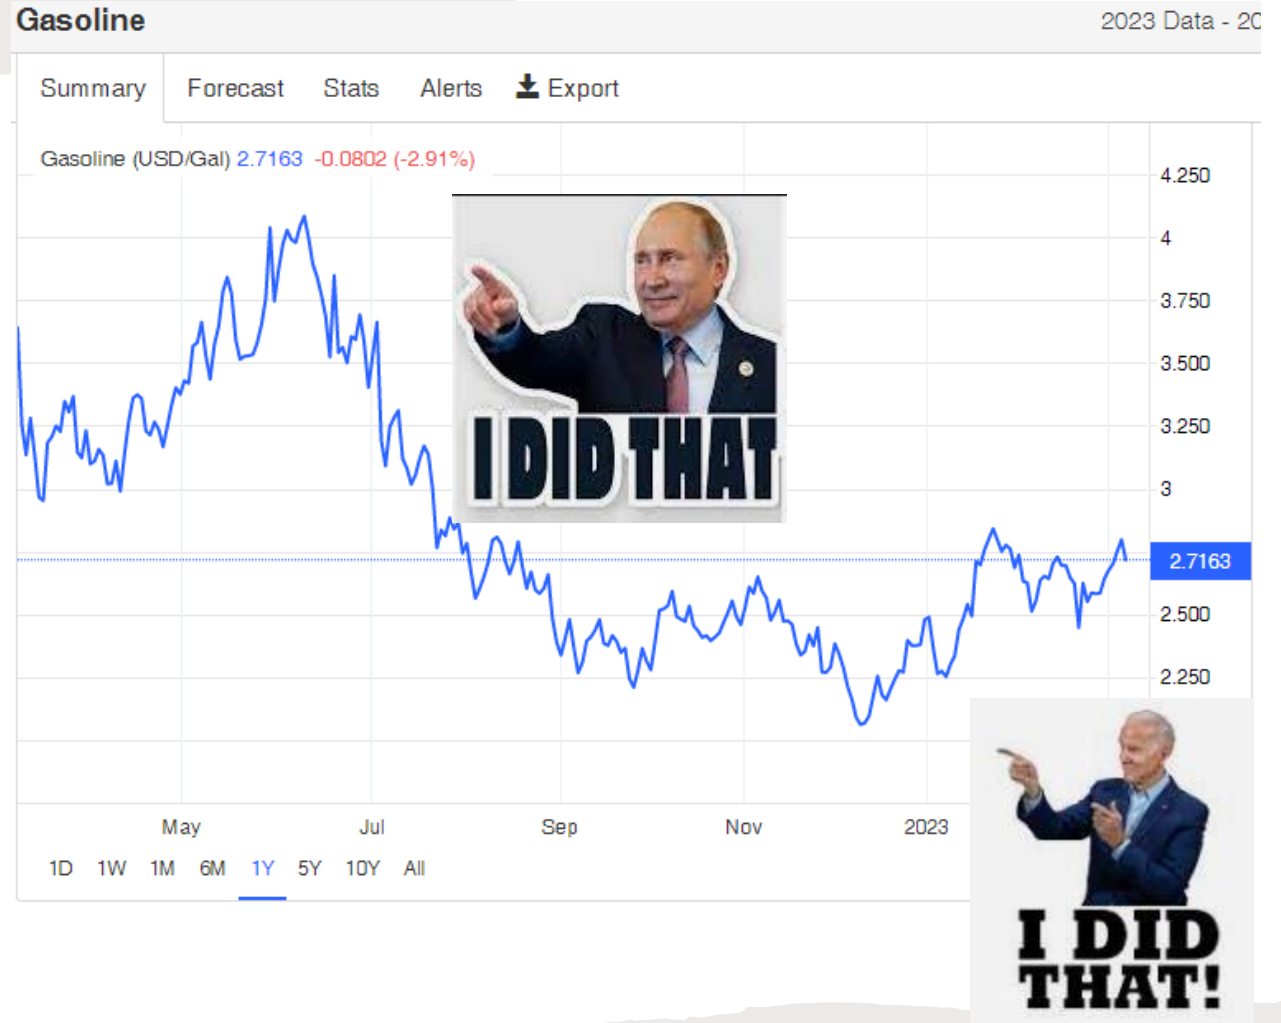 Gasoline
2023 Data - 20
Summary Forecast Stats Alerts Export
Gasoline (USD/Gal) 2.7163 -0.0802 (-2.91%)
4.250
4
3.750
3.500
3.250
3
2.7163
2.500
2.250
I DID THAT
May Jul Sep Nov 2023
1D 1W 1M 6M 1Y 5Y 10Y All
I DID
THAT!